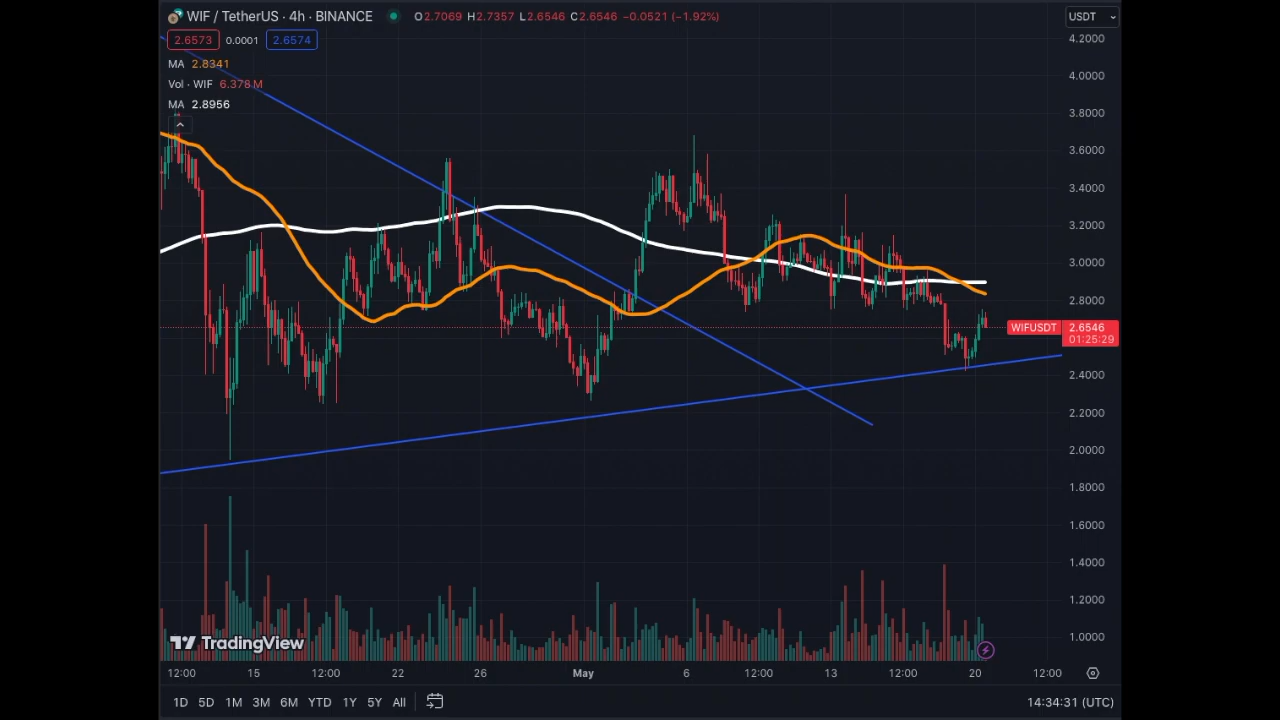 WIF / TetherUS · 4h · BINANCE O2.7069 H2.7357 L2.6546 C2.6546 −0.0521 (−1.92%)
USDT
2.6573 0.0001 2.6574
MA 2.8341
Vol · WIF 6.378 M
MA 2.8956
4.2000
4.0000
3.8000
3.6000
3.4000
3.2000
3.0000
2.8000
WIFUSDT 2.6546
01:25:29
2.4000
2.2000
2.0000
1.8000
1.6000
1.4000
1.2000
1.0000
TradingView
12:00 15 12:00 22 26 May 6 12:00 13 12:00 20 12:00
1D 5D 1M 3M 6M YTD 1Y 5Y All 14:34:31 (UTC)